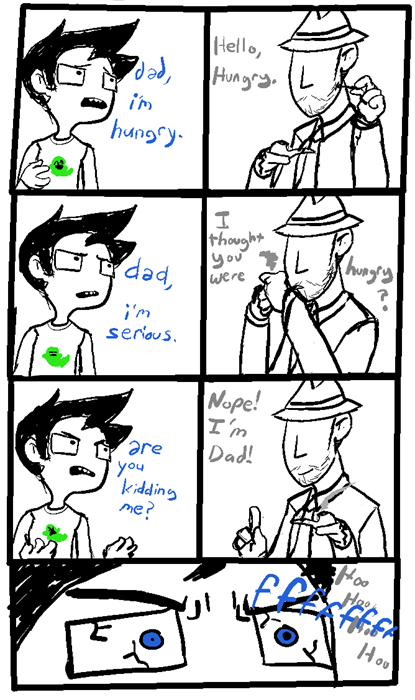 dad,
i'm
hungry.
Hello,
Hungry.
dad,
i'm
serious.
I
thought
you
were
hungry
?
are
you
kidding
me?
Nope!
I'm
Dad!
fffffff
Hoo
Hoo
Hoo
Hoo